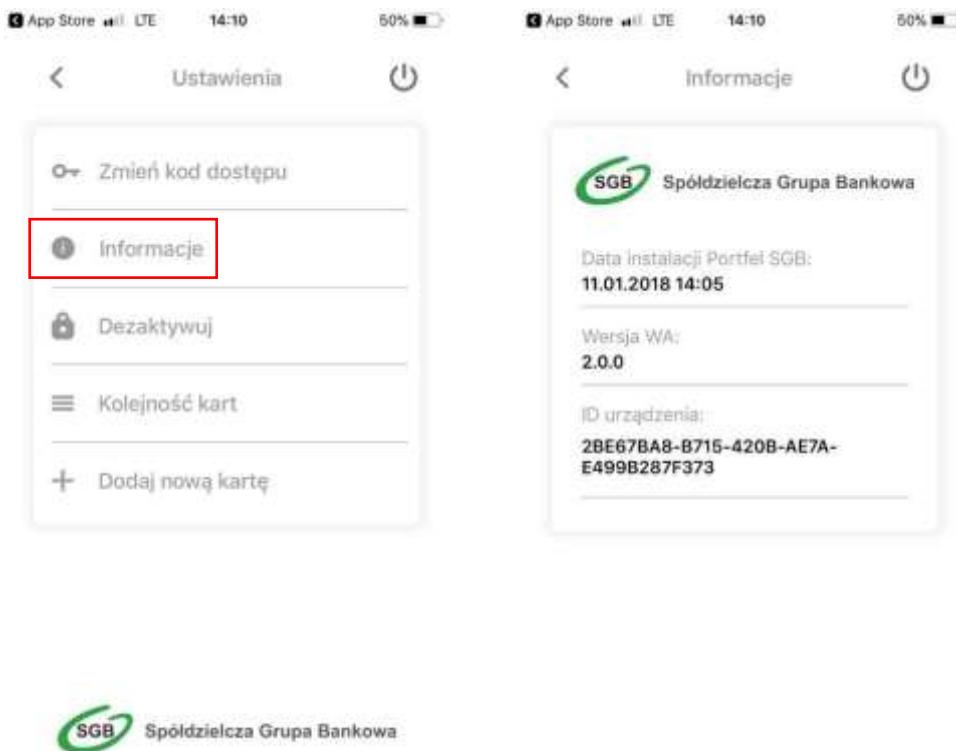 App Store LTE 14:10 50%
Ustawienia
Zmień kod dostępu
Informacje
Dezaktywuj
Kolejność kart
Dodaj nową kartę
SGB Spółdzielcza Grupa Bankowa
App Store LTE 14:10 50%
Informacje
SGB Spółdzielcza Grupa Bankowa
Data instalacji Portfel SGB:
11.01.2018 14:05
Wersja WA:
2.0.0
ID urządzenia:
2BE67BA8-B715-420B-AE7A-
E499B287F373